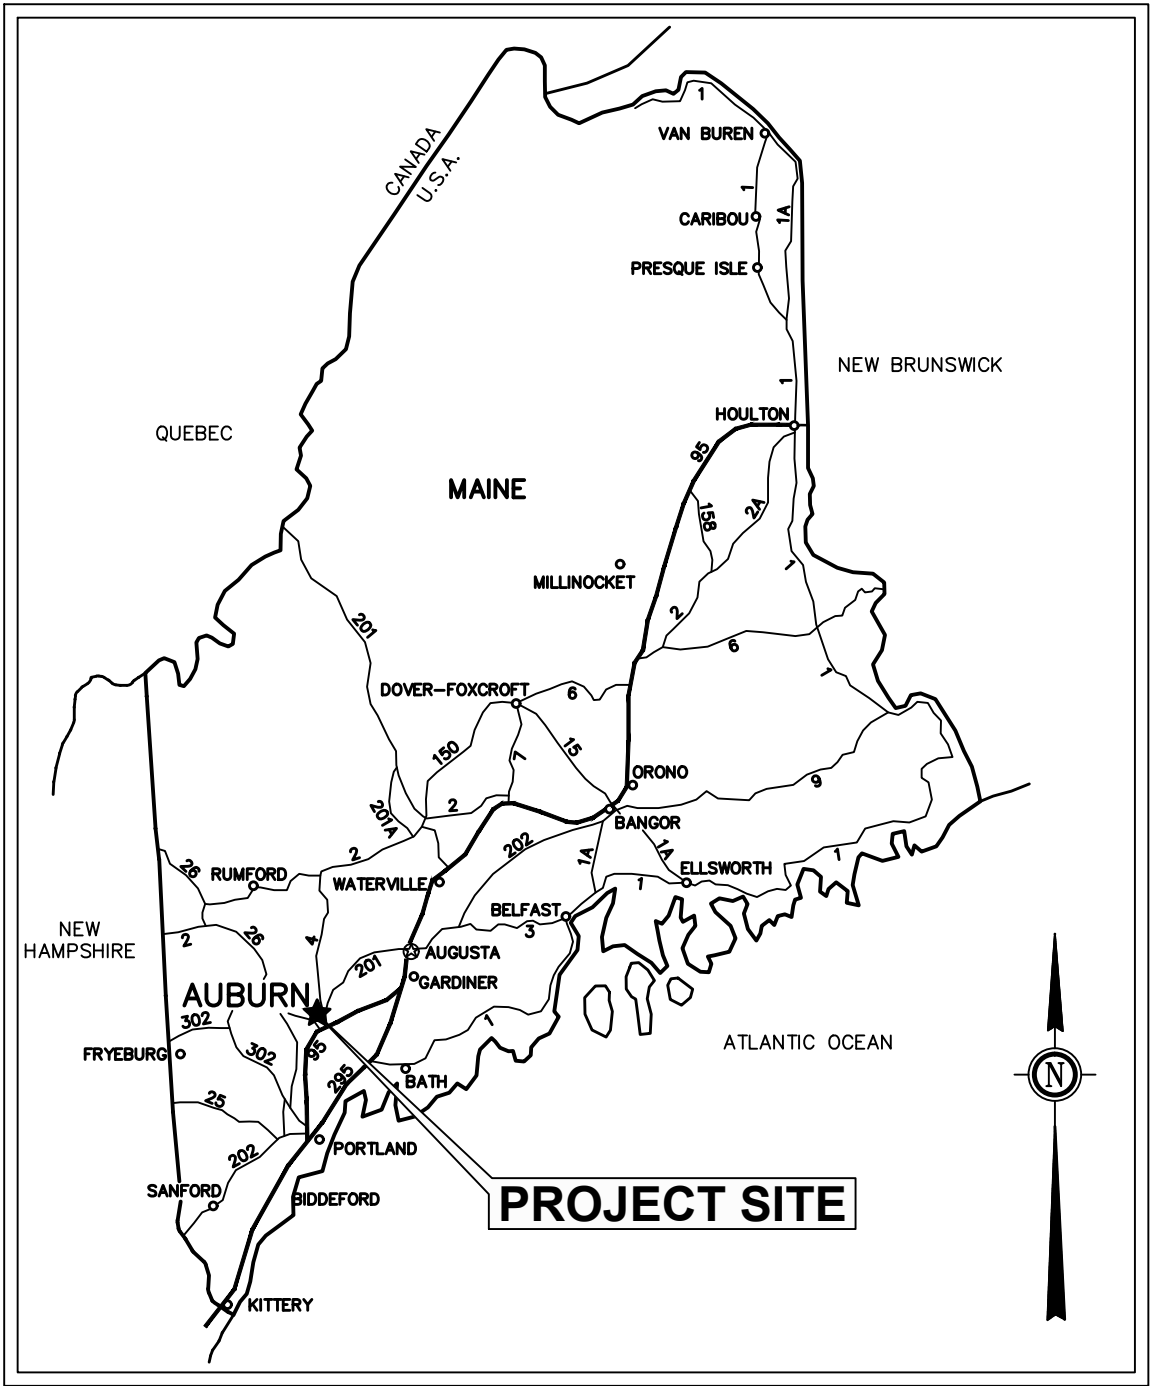 1
VAN BUREN
CANADA
U.S.A.
1
1A
CARIBOU
PRESQUE ISLE
NEW BRUNSWICK
1
HOULTON
QUEBEC
95
MAINE
2A
158
1
MILLINOCKET
2
201
6
1
DOVER-FOXCROFT
6
150
7
15
ORONO
9
2
201A
BANGOR
202
1A
1A
2
26
RUMFORD
WATERVILLE
ELLSWORTH
1
1
BELFAST
3
NEW
HAMPSHIRE
2
26
4
AUGUSTA
201
GARDINER
AUBURN
302
1
ATLANTIC OCEAN
FRYEBURG
302
95
N
295
BATH
25
PORTLAND
202
SANFORD
BIDDEFORD
PROJECT SITE
KITTERY